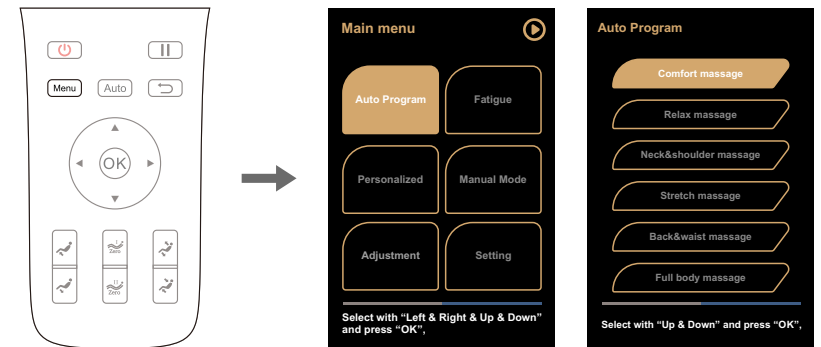 Menu
Auto
OK
I
Zero
II
Zero
Main menu
Auto Program
Fatigue
Personalized
Manual Mode
Adjustment
Setting
Select with “Left & Right & Up & Down”
and press “OK”,
Auto Program
Comfort massage
Relax massage
Neck&shoulder massage
Stretch massage
Back&waist massage
Full body massage
Select with “Up & Down” and press “OK”,